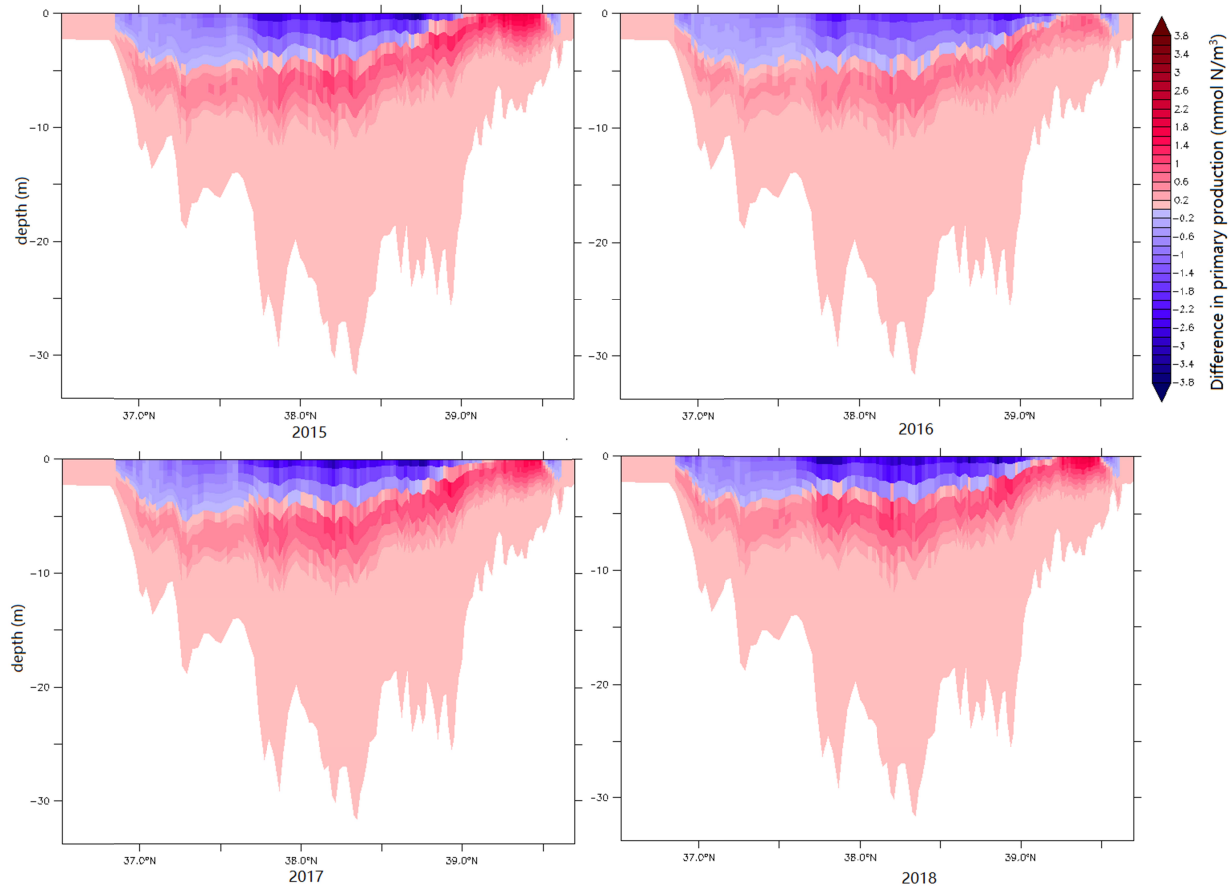 0
−10
−20
−30
depth (m)
37.0°N
38.0°N
39.0°N
2015
0
−10
−20
−30
37.0°N
38.0°N
39.0°N
2016
3.8
3.4
3
2.6
2.2
1.8
1.4
1
0.6
0.2
−0.2
−0.6
−1
−1.4
−1.8
−2.2
−2.6
−3
−3.4
−3.8
Difference in primary production (mmol N/m³)
0
−10
−20
−30
depth (m)
37.0°N
38.0°N
39.0°N
2017
0
−10
−20
−30
37.0°N
38.0°N
39.0°N
2018